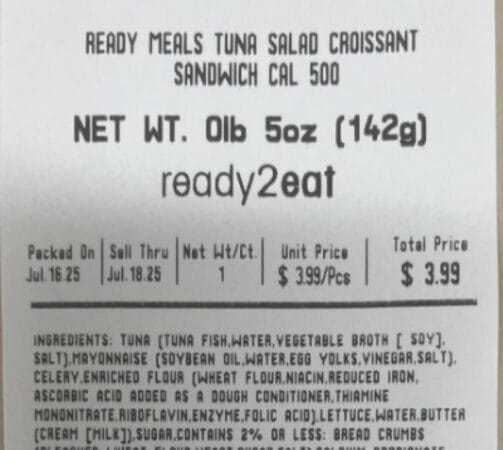 READY MEALS TUNA SALAD CROISSANT
SANDWICH CAL 500
NET WT. 0lb 5oz (142g)
ready2eat
Packed On Sell Thru Net Wt/Ct. Unit Price Total Price
Jul.16.25 Jul.18.25 1 $ 3.99/Pcs $ 3.99
INGREDIENTS: TUNA (TUNA FISH,WATER,VEGETABLE BROTH [ SOY],
SALT),MAYONNAISE (SOYBEAN OIL,WATER,EGG YOLKS,VINEGAR,SALT),
CELERY,ENRICHED FLOUR (WHEAT FLOUR,NIACIN,REDUCED IRON,
ASCORBIC ACID ADDED AS A DOUGH CONDITIONER,THIAMINE
MONONITRATE,RIBOFLAVIN,ENZYME,FOLIC ACID),LETTUCE,WATER,BUTTER
(CREAM [MILK]),SUGAR,CONTAINS 2% OR LESS: BREAD CRUMBS